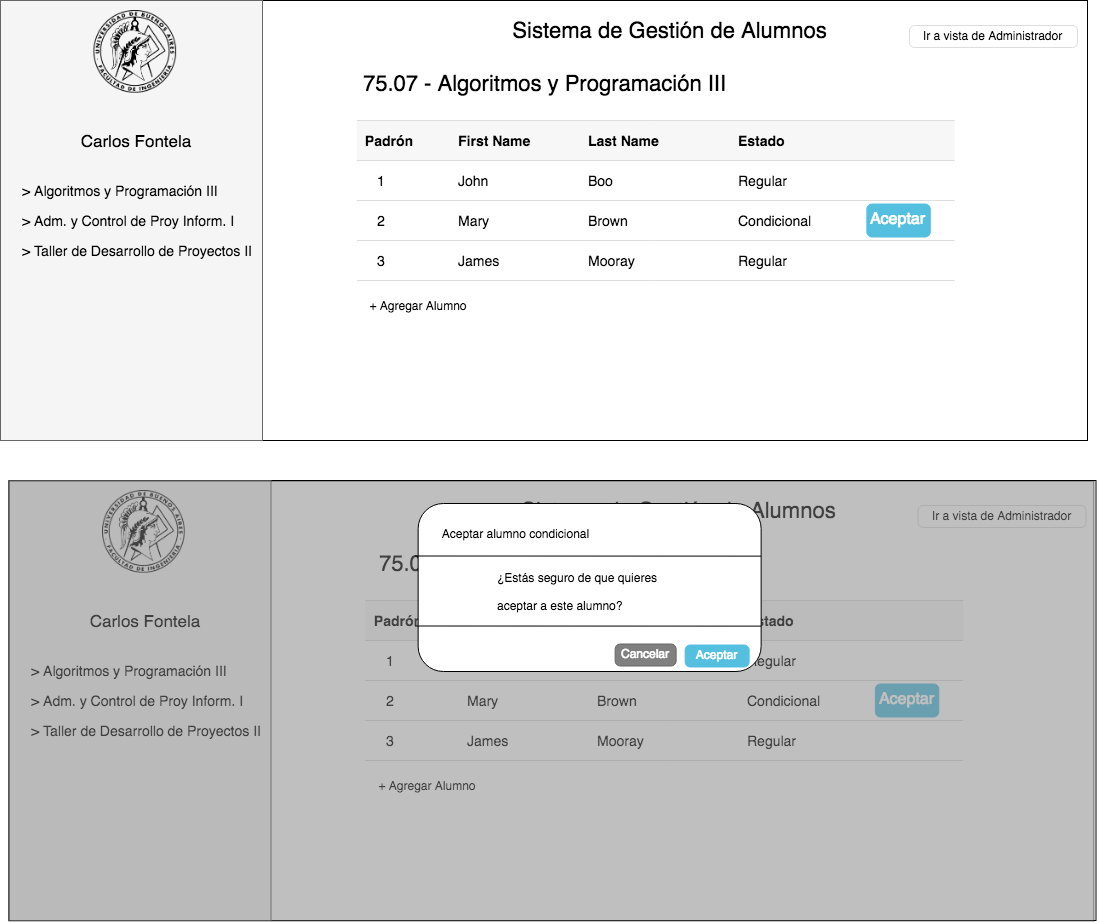 UNIVERSIDAD DE BUENOS AIRES
FACULTAD DE INGENIERIA
Sistema de Gestión de Alumnos
Ir a vista de Administrador
75.07 - Algoritmos y Programación III
Carlos Fontela
> Algoritmos y Programación III
> Adm. y Control de Proy Inform. I
> Taller de Desarrollo de Proyectos II
Padrón First Name Last Name Estado
1 John Boo Regular
2 Mary Brown Condicional Aceptar
3 James Mooray Regular
+ Agregar Alumno
UNIVERSIDAD DE BUENOS AIRES
FACULTAD DE INGENIERIA
Alumnos
Ir a vista de Administrador
75.0
Carlos Fontela
> Algoritmos y Programación III
> Adm. y Control de Proy Inform. I
> Taller de Desarrollo de Proyectos II
Aceptar alumno condicional
¿Estás seguro de que quieres
aceptar a este alumno?
Cancelar Aceptar
Padrón stado
1 egular
2 Mary Brown Condicional Aceptar
3 James Mooray Regular
+ Agregar Alumno